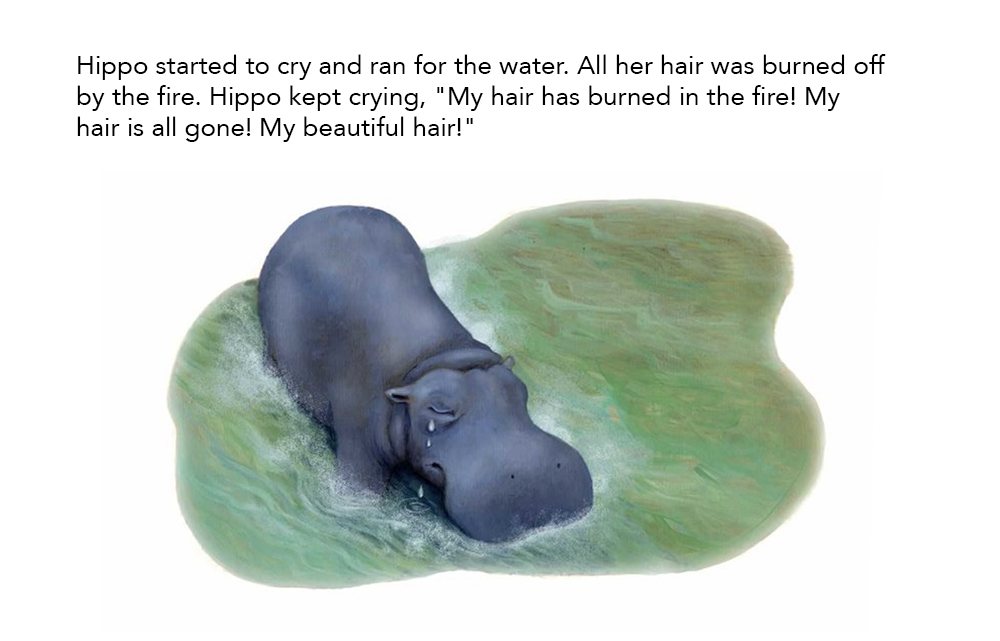 Hippo started to cry and ran for the water. All her hair was burned off
by the fire. Hippo kept crying, "My hair has burned in the fire! My
hair is all gone! My beautiful hair!"